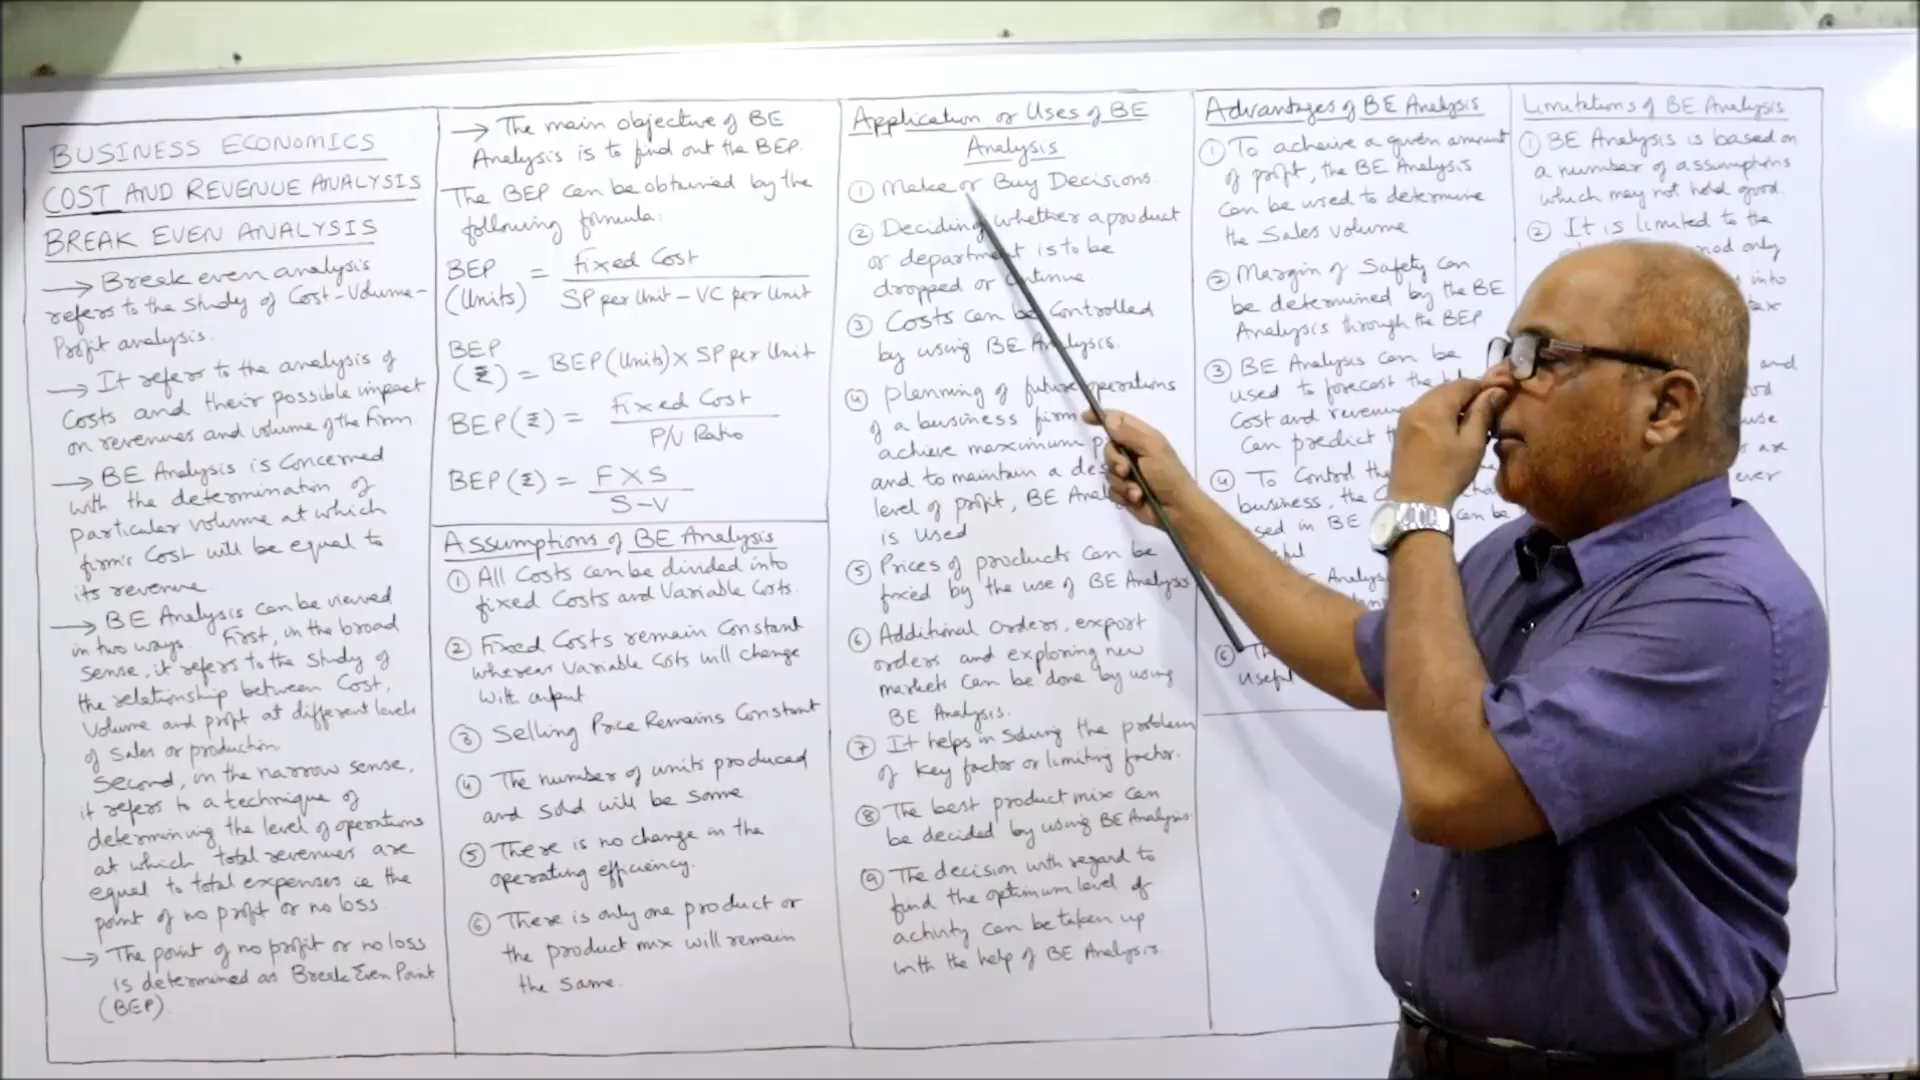 BUSINESS ECONOMICS
COST AND REVENUE ANALYSIS
BREAK EVEN ANALYSIS
→ Break even analysis
refers to the study of Cost-Volume-
Profit analysis.
→ It refers to the analysis of
Costs and their possible impact
on revenues and volume of the firm
→ BE Analysis is concerned
with the determination of
particular volume at which
firm's Cost will be equal to
its revenue.
→ BE Analysis can be viewed
in two ways. First, in the broad
sense, it refers to the study of
the relationship between Cost,
Volume and profit at different levels
of sales or production.
Second, in the narrow sense,
it refers to a technique of
determining the level of operations
at which total revenues are
equal to total expenses ie the
point of no profit or no loss.
→ The point of no profit or no loss
is determined as Break Even Point
(BEP).
→ The main objective of BE
Analysis is to find out the BEP.
The BEP can be obtained by the
following formula:
BEP (Units) = Fixed Cost / SP per Unit - VC per Unit
BEP (₹) = BEP (Units) × SP per Unit
BEP (₹) = Fixed Cost / P/V Ratio
BEP (₹) = F X S / S-V
Assumptions of BE Analysis
① All Costs can be divided into
fixed Costs and Variable Costs.
② Fixed Costs remain Constant
whereas Variable Costs will change
with output
③ Selling Price Remains Constant
④ The number of units produced
and sold will be same.
⑤ There is no change in the
operating efficiency.
⑥ There is only one product or
the product mix will remain
the same.
Application or Uses of BE
Analysis
① Make or Buy Decisions.
② Deciding whether a product
or department is to be
droopped or continue
③ Costs can be controlled
by using BE Analysis.
④ Planning of future operations
of a business firm
achieve maximum
and to maintain a
level of profit, BE
is used
⑤ Prices of products can be
fixed by the use of BE Analysis
⑥ Additional orders, export
orders and exploring new
markets can be done by using
BE Analysis.
⑦ It helps in solving the problem
of key factor or limiting factor.
⑧ The best product mix can
be decided by using BE Analysis.
⑨ The decision with regard to
find the optimum level of
activity can be taken up
with the help of BE Analysis.
Advantages of BE Analysis
① To acheive a given amount
of profit, the BE Analysis
can be used to determine
the Sales volume
② Margin of Safety can
be determined by the BE
Analysis through the BEP
③ BE Analysis can be
used to forecast the
Cost and revenue
can predict
④ To Control the
business, the
used in BE can be
⑥
useful
Limitations of BE Analysis
① BE Analysis is based on
a number of assumptions
which may not hold good.
② It is limited to the
only
into
tax
and
are
ever